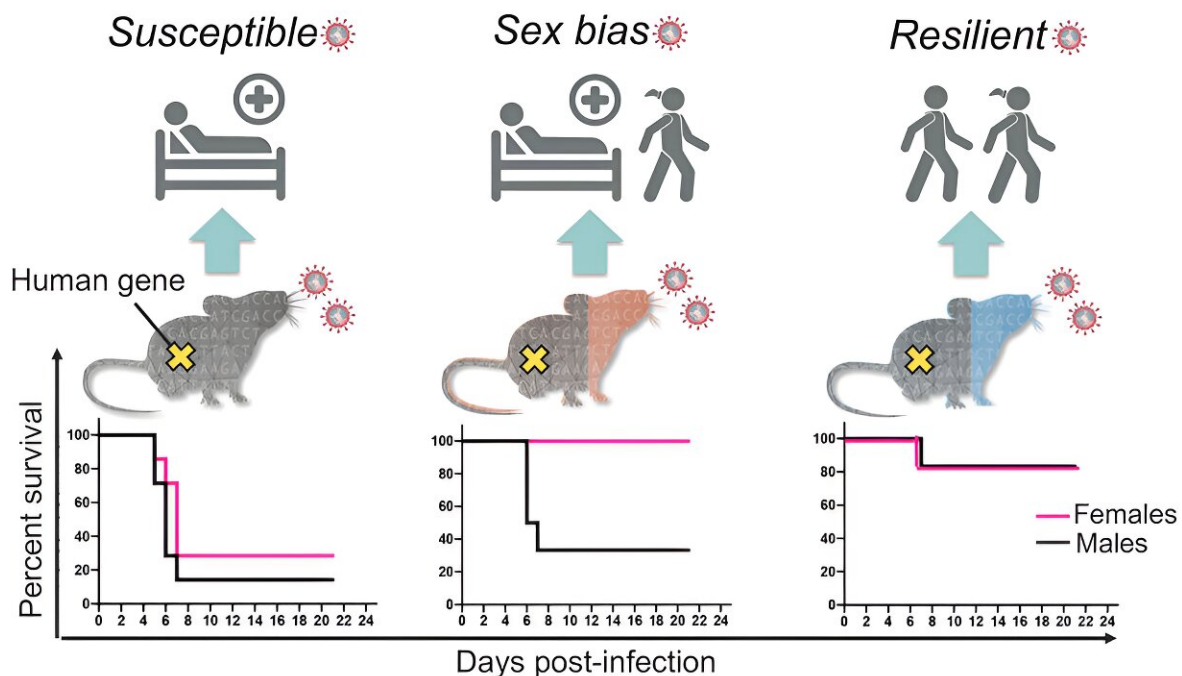 Susceptible
Sex bias
Resilient
Human gene
ACGACCAC
TCGACC
ACGAGTCT
Percent survival
100
80
60
40
20
0
0 2 4 6 8 10 12 14 16 18 20 22 24
100
80
60
40
20
0
0 2 4 6 8 10 12 14 16 18 20 22 24
100
80
60
40
20
0
0 2 4 6 8 10 12 14 16 18 20 22 24
Females
Males
Days post-infection